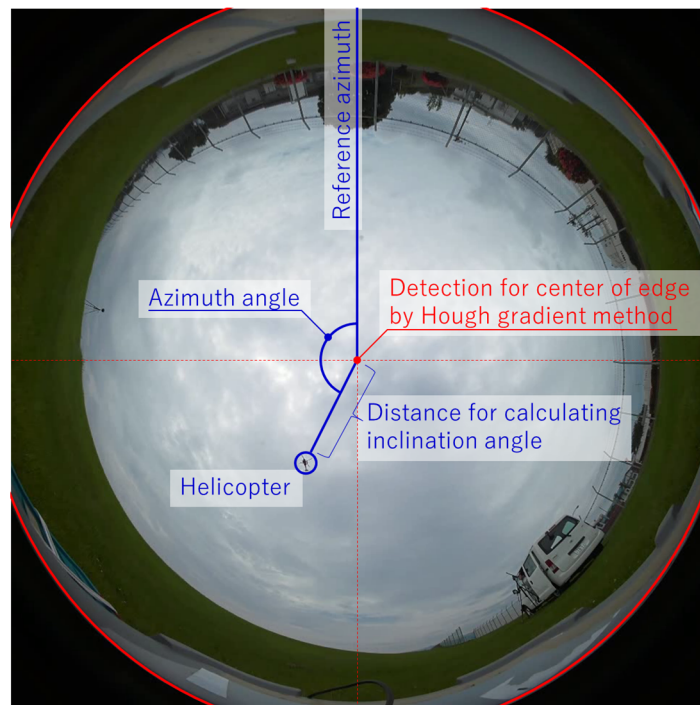 Reference azimuth
Azimuth angle
Detection for center of edge
by Hough gradient method
Distance for calculating
inclination angle
Helicopter